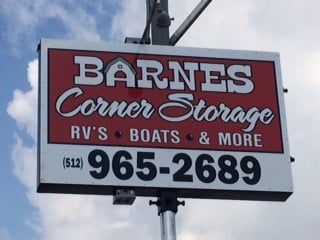 BARNES
Corner Storage
RV'S • BOATS • & MORE
(512) 965-2689